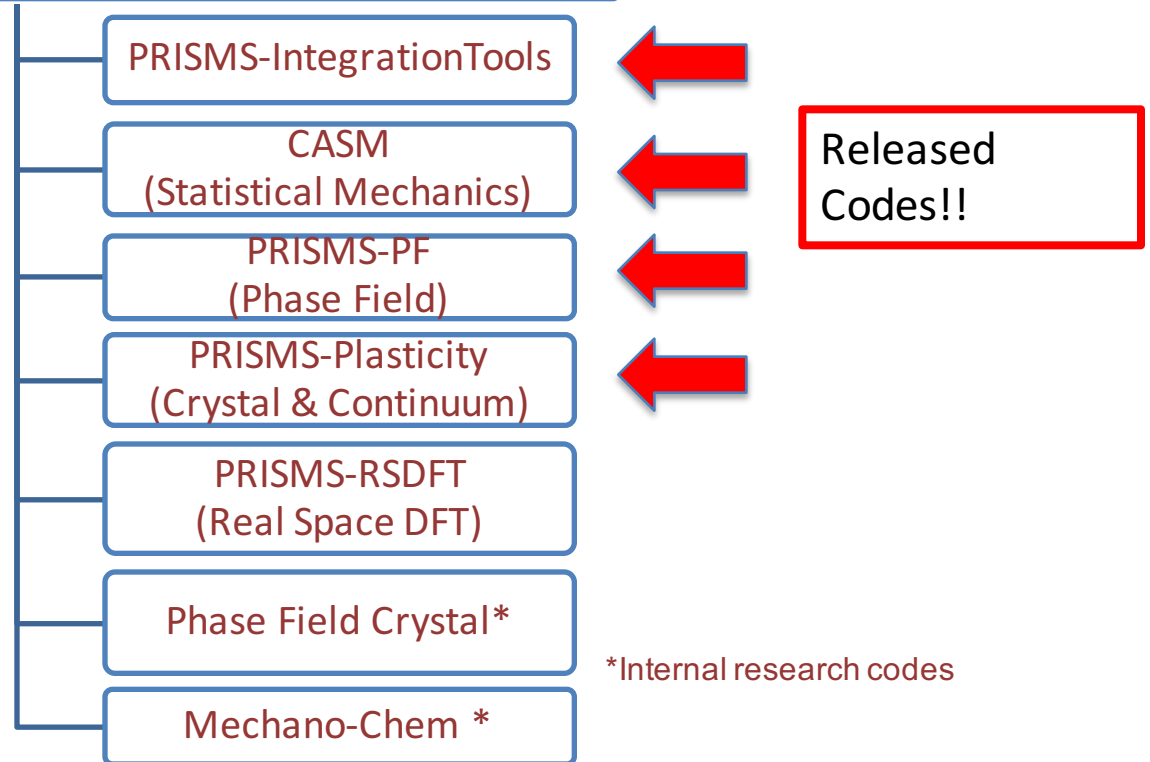 PRISMS-IntegrationTools
CASM
(Statistical Mechanics)
PRISMS-PF
(Phase Field)
PRISMS-Plasticity
(Crystal & Continuum)
PRISMS-RSDFT
(Real Space DFT)
Phase Field Crystal*
Mechano-Chem *
Released
Codes!!
*Internal research codes